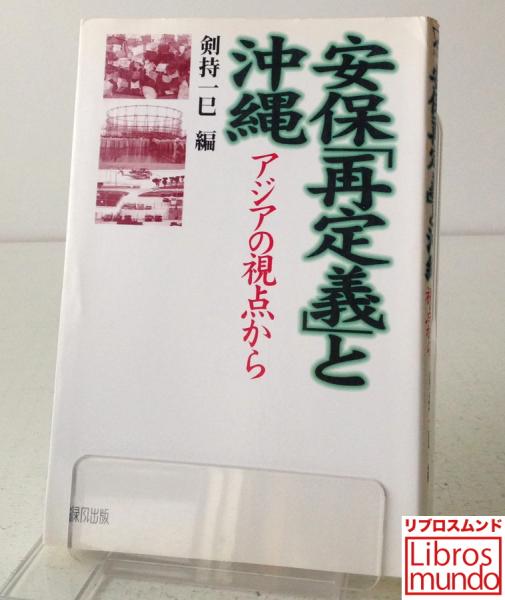 安保「再定義」と
沖縄
アジアの視点から
剣持一巳 編
緑風出版
リブロスムンド
Libros
mundo